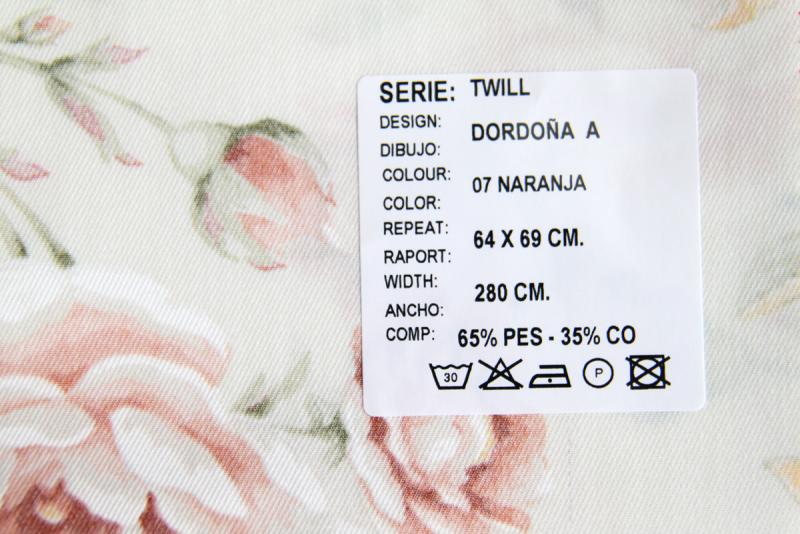 SERIE: TWILL
DESIGN:
DIBUJO: DORDOÑA A
COLOUR:
COLOR: 07 NARANJA
REPEAT:
RAPORT: 64 X 69 CM.
WIDTH:
ANCHO: 280 CM.
COMP: 65% PES - 35% CO
30 P